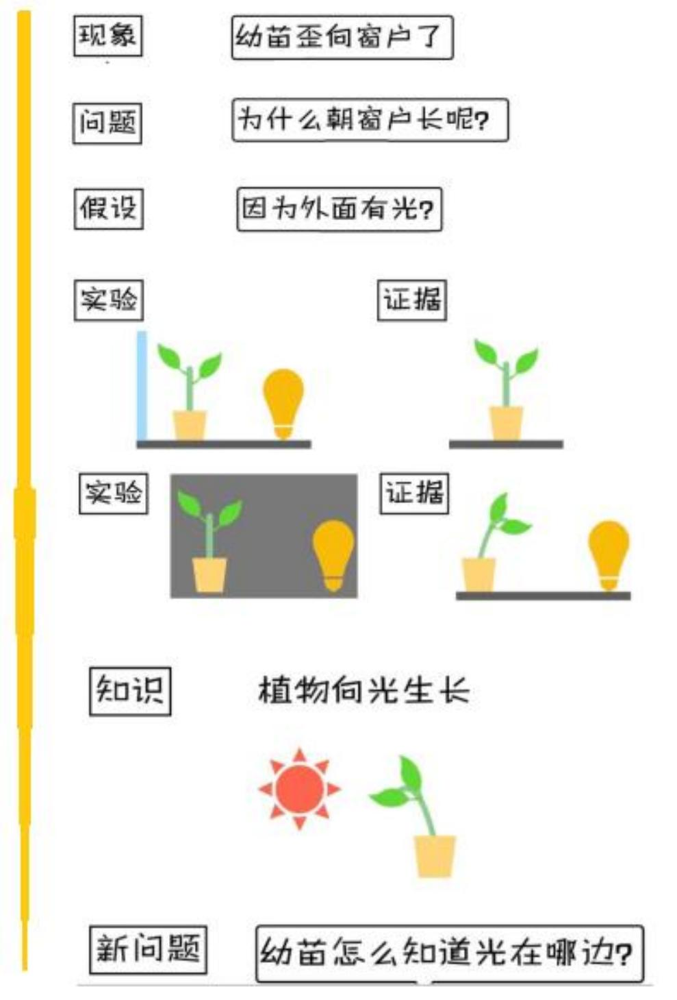 现象 幼苗歪向窗户了
问题 为什么朝窗户长呢?
假设 因为外面有光?
实验 证据
实验 证据
知识 植物向光生长
新问题 幼苗怎么知道光在哪边?